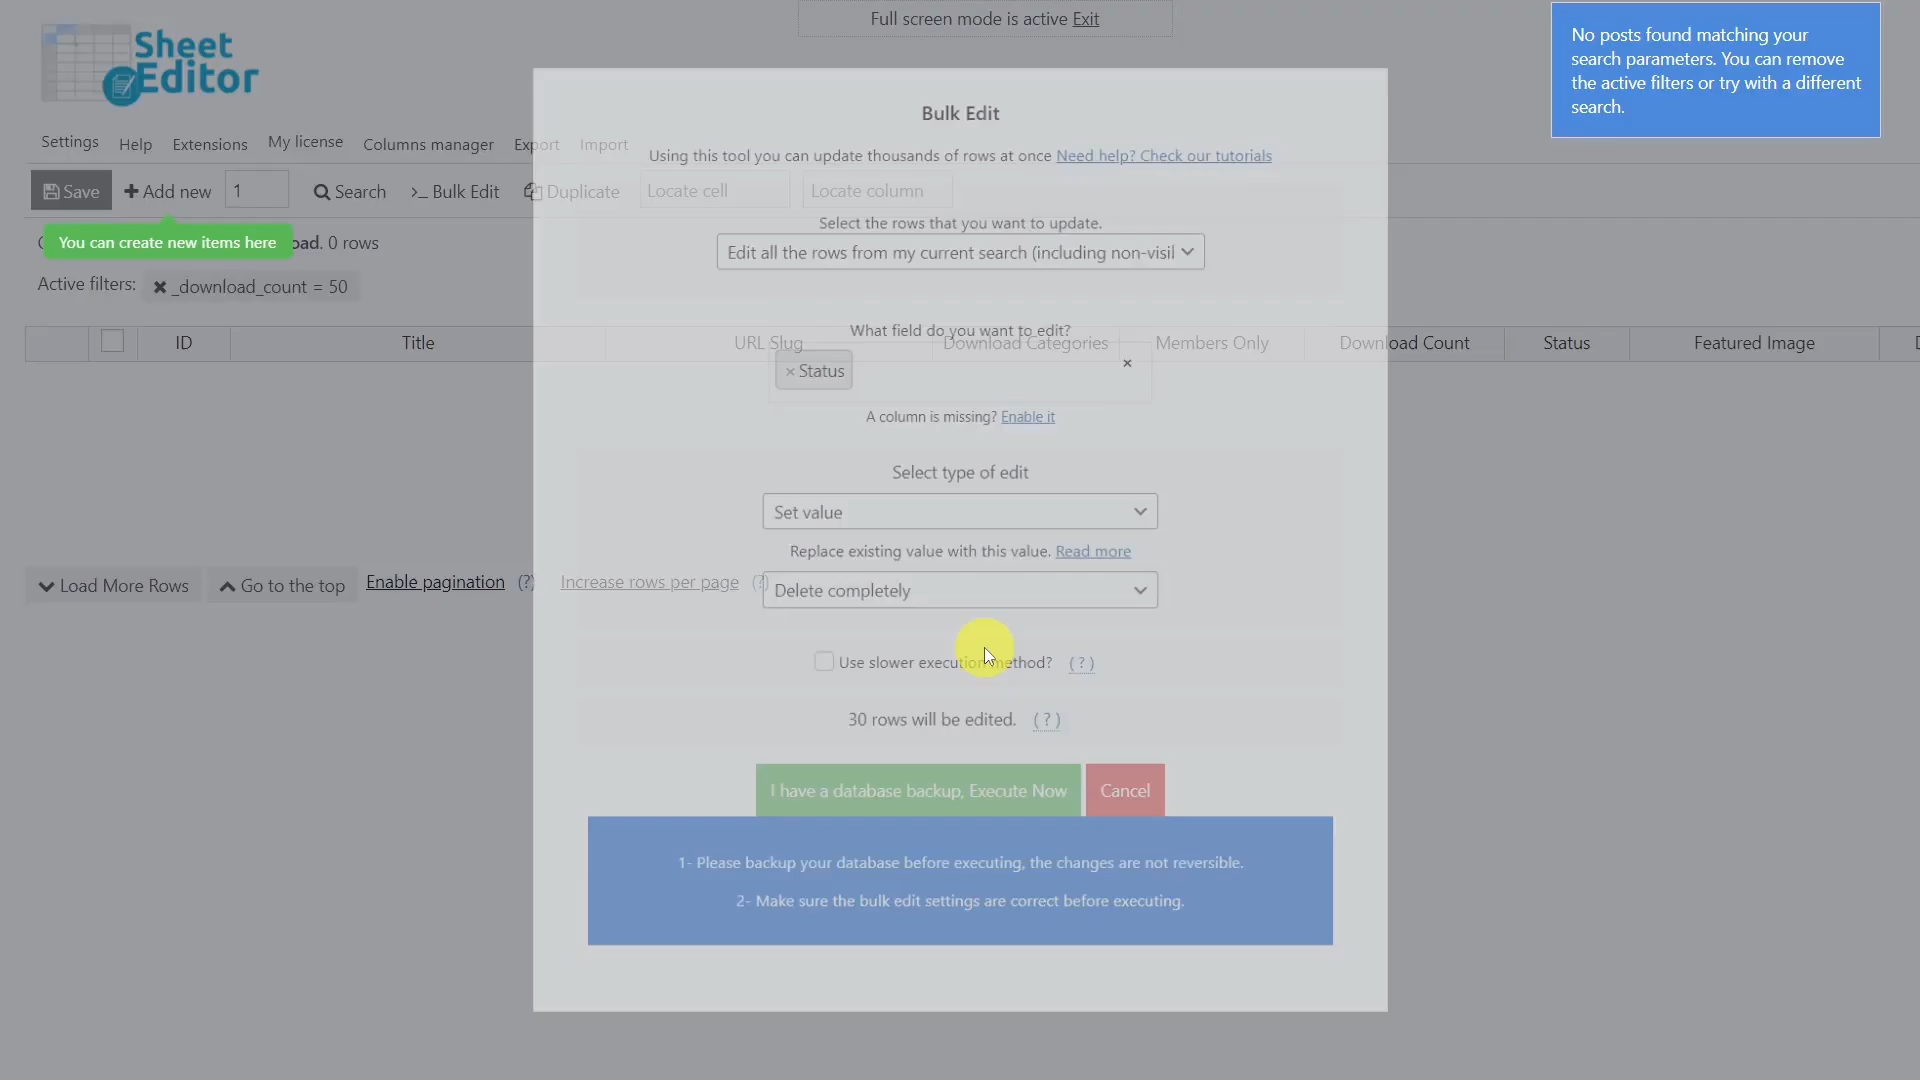 Full screen mode is active Exit
No posts found matching your
search parameters. You can remove
the active filters or try with a different
search.
Sheet
Editor
Settings Help Extensions My license Columns manager Export Import
Save Add new 1 Search >_ Bulk Edit Duplicate Locate cell Locate column
You can create new items here
oad. 0 rows
Active filters: _download_count = 50
ID Title URL Slug Download Categories Members Only Download Count Status Featured Image
Load More Rows Go to the top Enable pagination (?) Increase rows per page (?)
Bulk Edit
Using this tool you can update thousands of rows at once Need help? Check our tutorials
Select the rows that you want to update.
Edit all the rows from my current search (including non-visil
What field do you want to edit?
× Status ×
A column is missing? Enable it
Select type of edit
Set value
Replace existing value with this value. Read more
Delete completely
Use slower execution method? ( ? )
30 rows will be edited. ( ? )
I have a database backup, Execute Now Cancel
1- Please backup your database before executing, the changes are not reversible.
2- Make sure the bulk edit settings are correct before executing.